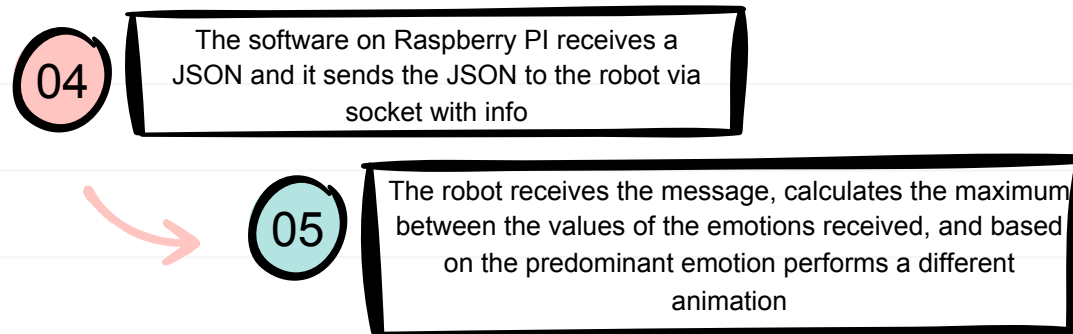 04
The software on Raspberry PI receives a
JSON and it sends the JSON to the robot via
socket with info
05
The robot receives the message, calculates the maximum
between the values of the emotions received, and based
on the predominant emotion performs a different
animation